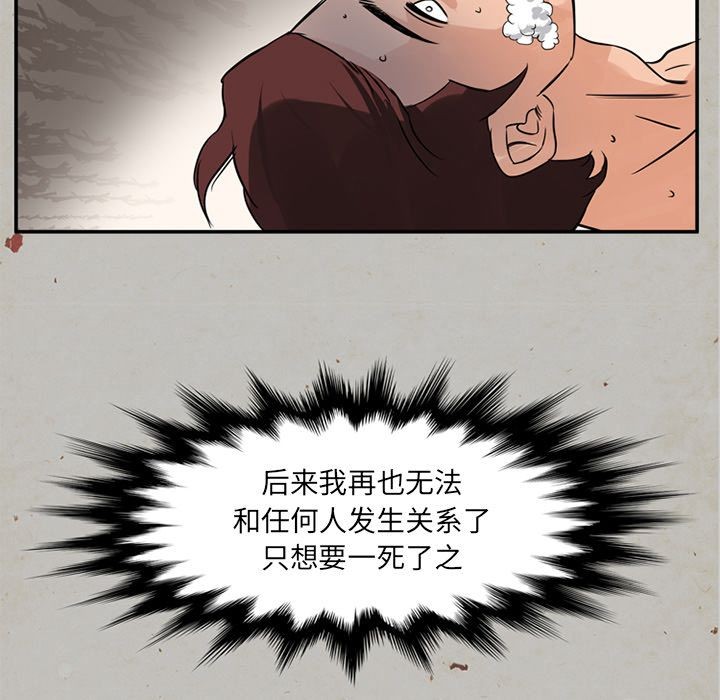 后来我再也无法
和任何人发生关系了
只想要一死了之